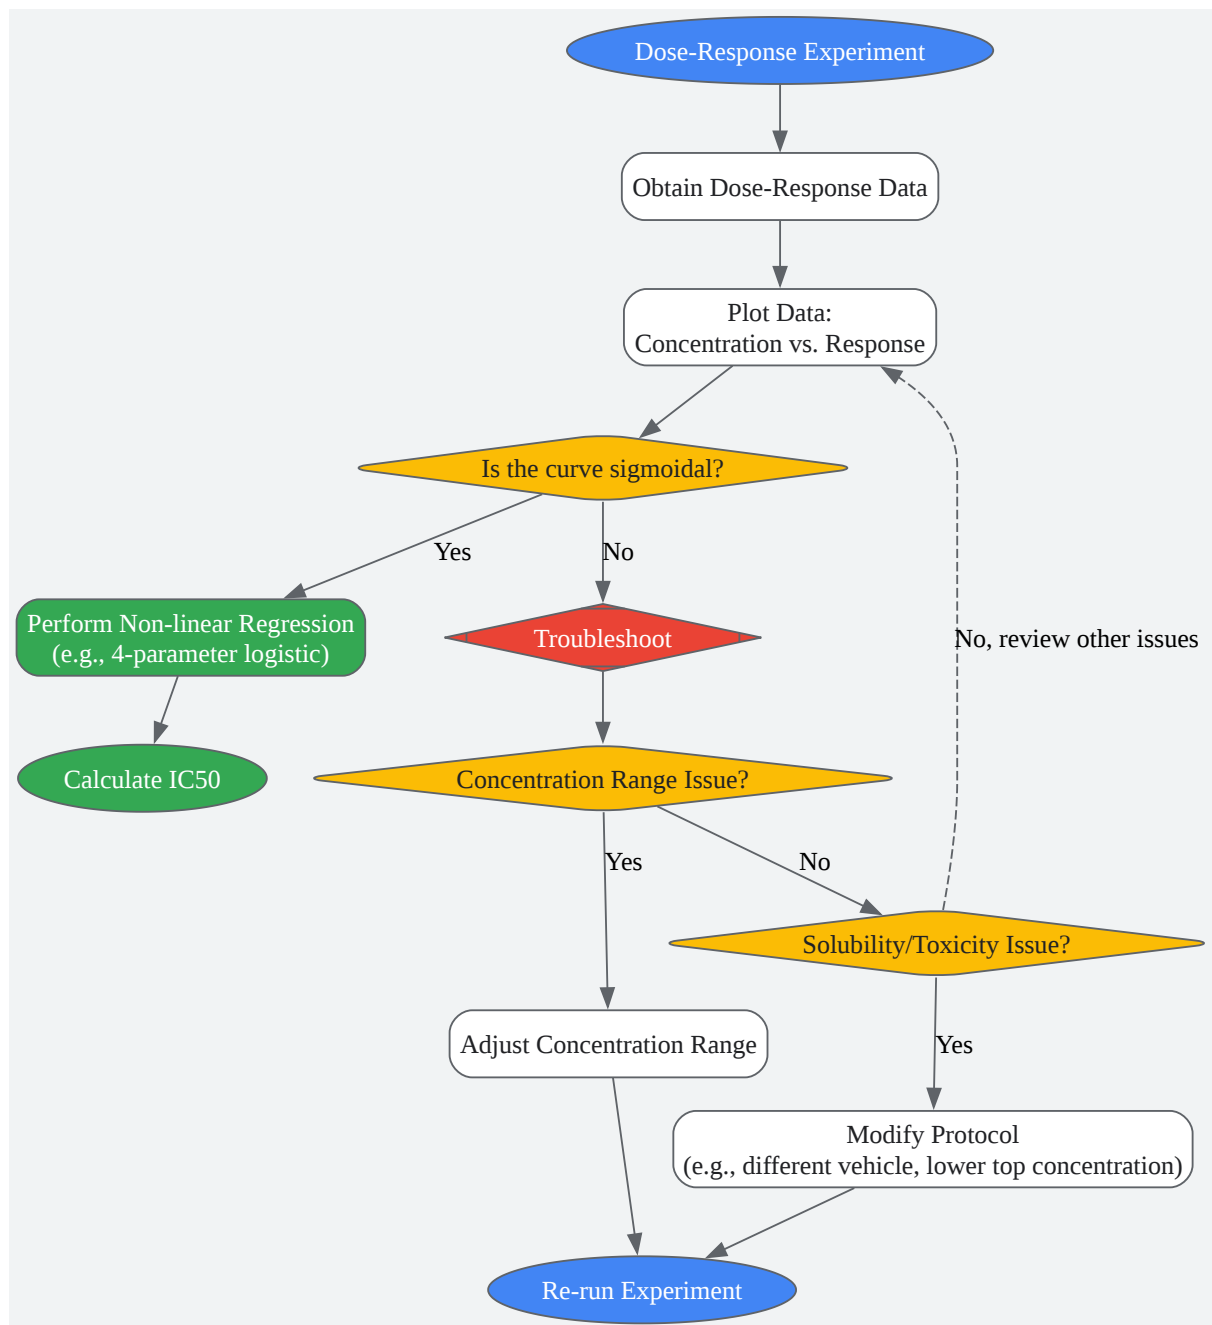 Dose-Response Experiment
Obtain Dose-Response Data
Plot Data:
Concentration vs. Response
Is the curve sigmoidal?
Yes
No
Perform Non-linear Regression
(e.g., 4-parameter logistic)
Troubleshoot
No, review other issues
Calculate IC50
Concentration Range Issue?
Yes
No
Solubility/Toxicity Issue?
Adjust Concentration Range
Yes
Modify Protocol
(e.g., different vehicle, lower top concentration)
Re-run Experiment